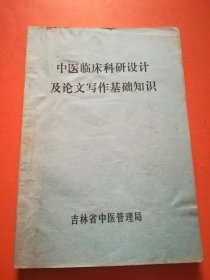 中医临床科研设计
及论文写作基础知识
吉林省中医管理局